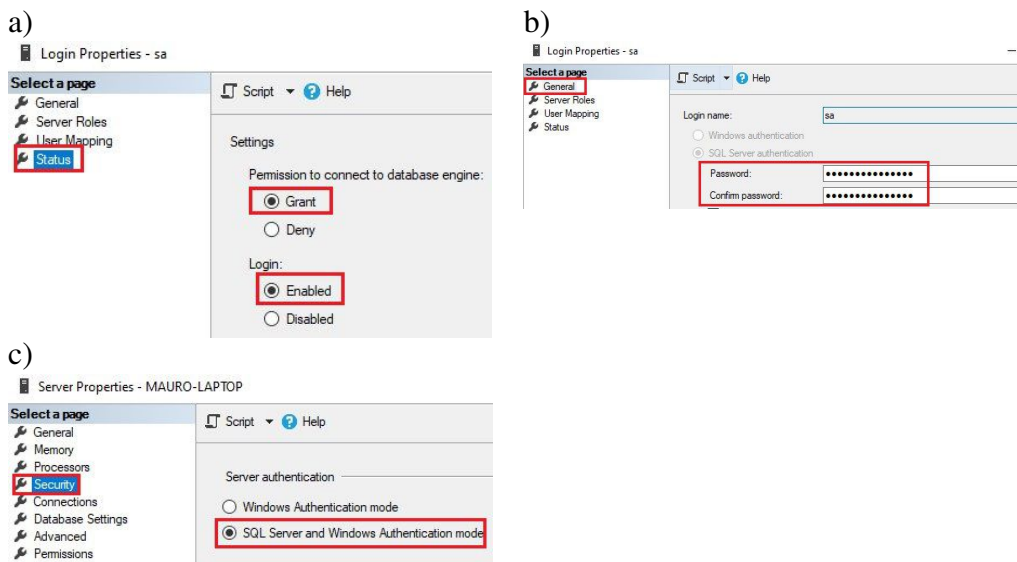 a)
Login Properties - sa
Select a page
General
Server Roles
User Mapping
Status
Script
Help
Settings
Permission to connect to database engine:
Grant
Deny
Login:
Enabled
Disabled
b)
Login Properties - sa
Select a page
General
Server Roles
User Mapping
Status
Script
Help
Login name:
sa
Windows authentication
SQL Server authentication
Password:
●●●●●●●●●●●●●●●
Confirm password:
●●●●●●●●●●●●●●●
c)
Server Properties - MAURO-LAPTOP
Select a page
General
Memory
Processors
Security
Connections
Database Settings
Advanced
Permissions
Script
Help
Server authentication
Windows Authentication mode
SQL Server and Windows Authentication mode